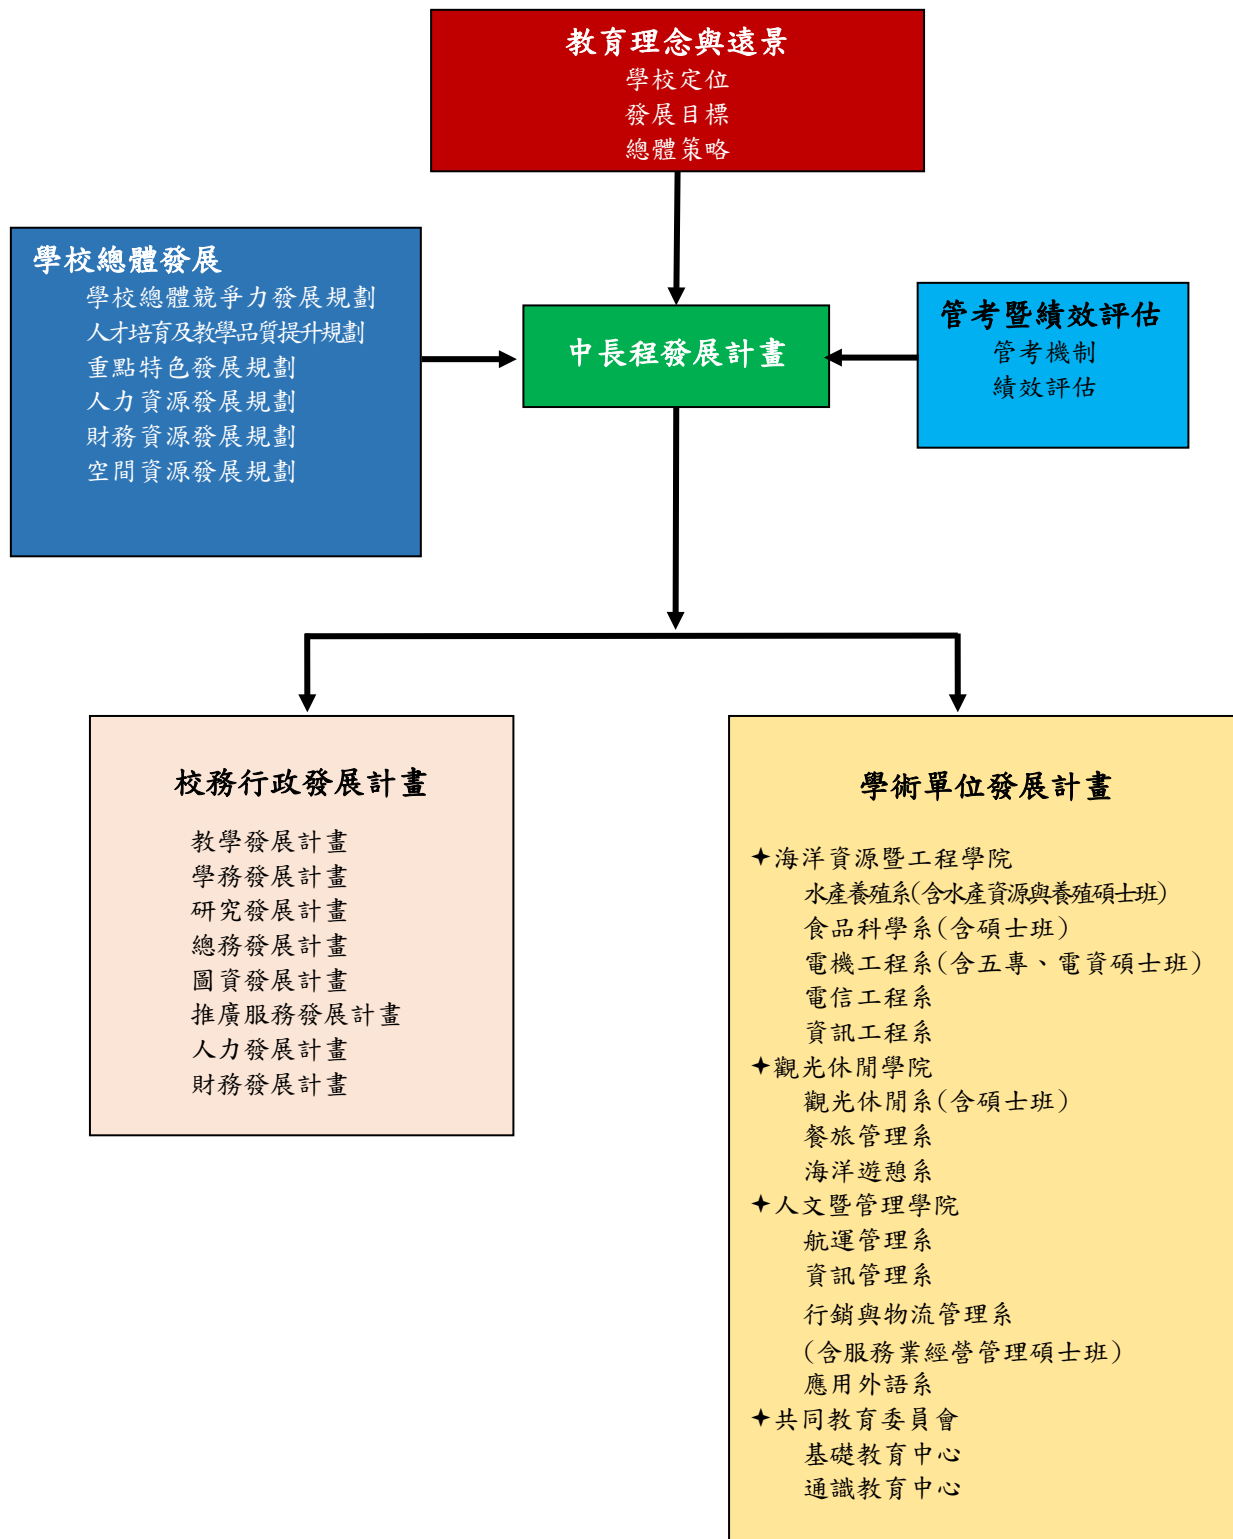 教育理念與遠景
學校定位
發展目標
總體策略
學校總體發展
學校總體競爭力發展規劃
人才培育及教學品質提升規劃
重點特色發展規劃
人力資源發展規劃
財務資源發展規劃
空間資源發展規劃
中長程發展計畫
管考暨績效評估
管考機制
績效評估
校務行政發展計畫
教學發展計畫
學務發展計畫
研究發展計畫
總務發展計畫
圖資發展計畫
推廣服務發展計畫
人力發展計畫
財務發展計畫
學術單位發展計畫
✦海洋資源暨工程學院
水產養殖系(含水產資源與養殖碩士班)
食品科學系(含碩士班)
電機工程系(含五專、電資碩士班)
電信工程系
資訊工程系
✦觀光休閒學院
觀光休閒系(含碩士班)
餐旅管理系
海洋遊憩系
✦人文暨管理學院
航運管理系
資訊管理系
行銷與物流管理系
(含服務業經營管理碩士班)
應用外語系
✦共同教育委員會
基礎教育中心
通識教育中心